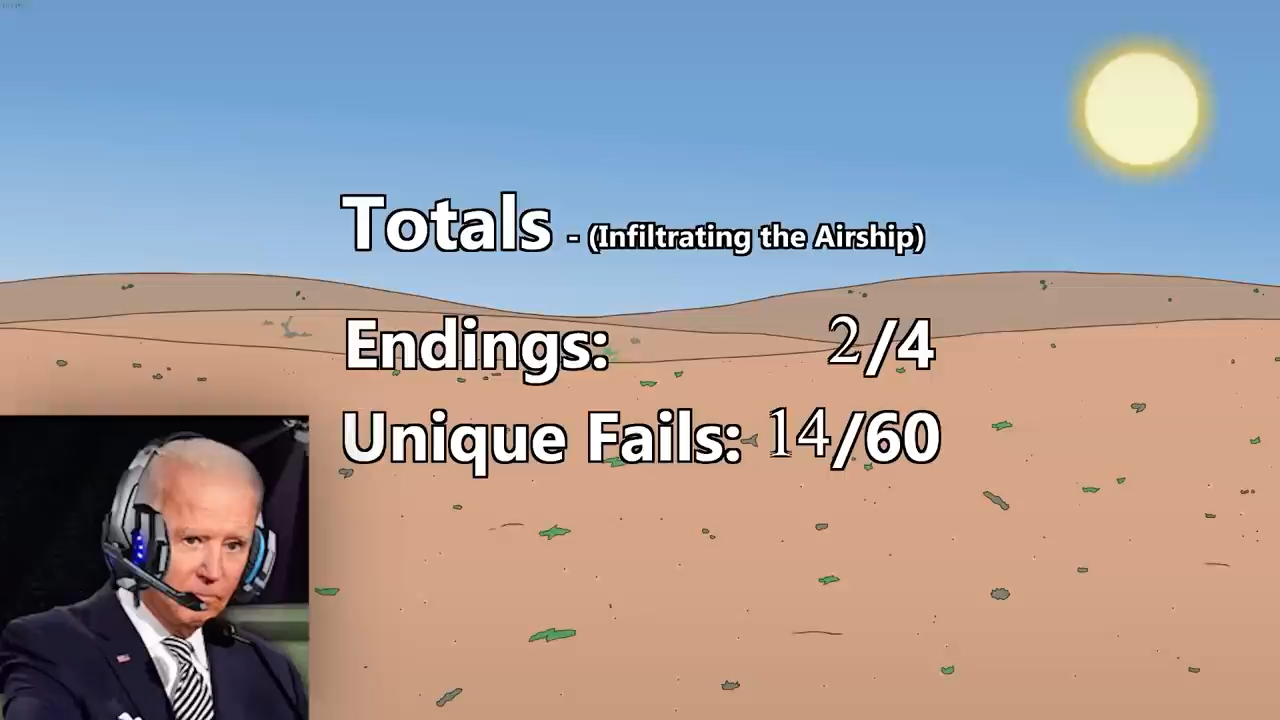 Totals - (Infiltrating the Airship)
Endings: 2/4
Unique Fails: 14/60